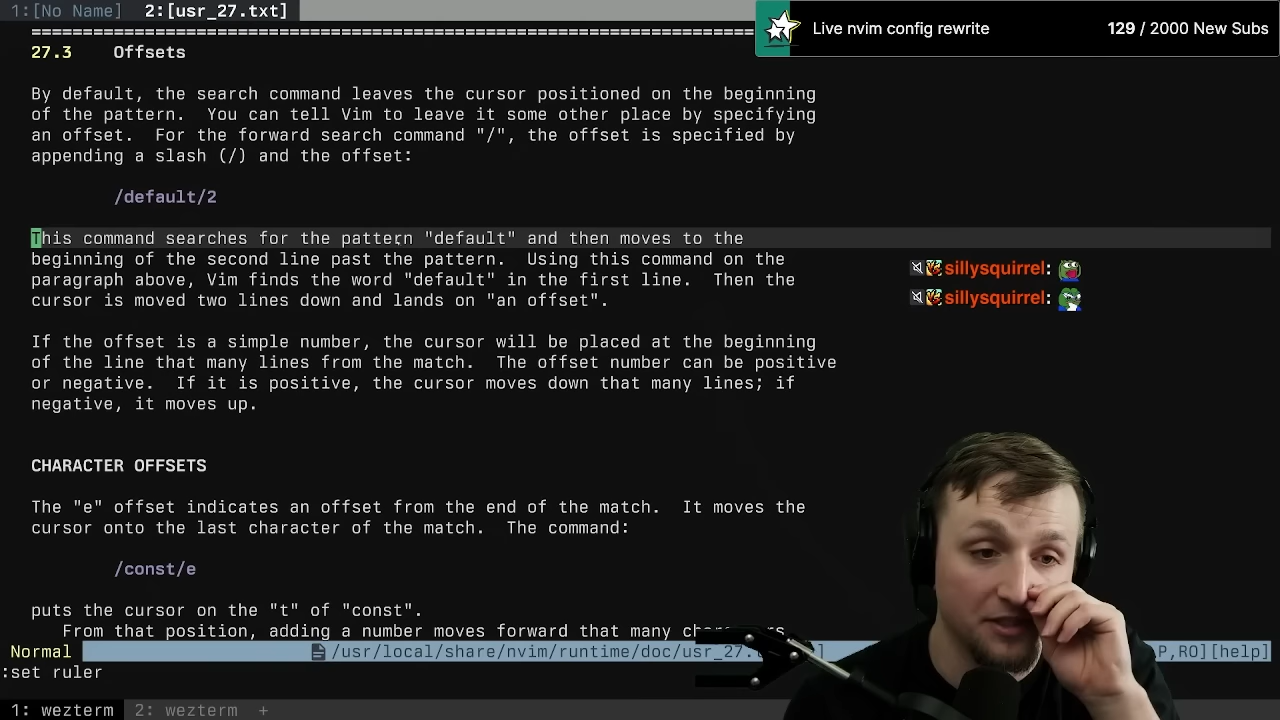 1:[No Name]  2:[usr_27.txt]
Live nvim config rewrite
129 / 2000 New Subs
==============================================================================
27.3	Offsets
By default, the search command leaves the cursor positioned on the beginning
of the pattern.  You can tell Vim to leave it some other place by specifying
an offset.  For the forward search command "/", the offset is specified by
appending a slash (/) and the offset:
/default/2
This command searches for the pattern "default" and then moves to the
beginning of the second line past the pattern.  Using this command on the
paragraph above, Vim finds the word "default" in the first line.  Then the
cursor is moved two lines down and lands on "an offset".
sillysquirrel:
sillysquirrel:
If the offset is a simple number, the cursor will be placed at the beginning
of the line that many lines from the match.  The offset number can be positive
or negative.  If it is positive, the cursor moves down that many lines; if
negative, it moves up.
CHARACTER OFFSETS
The "e" offset indicates an offset from the end of the match.  It moves the
cursor onto the last character of the match.  The command:
/const/e
puts the cursor on the "t" of "const".
From that position, adding a number moves forward that many
Normal
/usr/local/share/nvim/runtime/doc/usr_27.
P,RO][help]
:set ruler
1: wezterm  2: wezterm  +